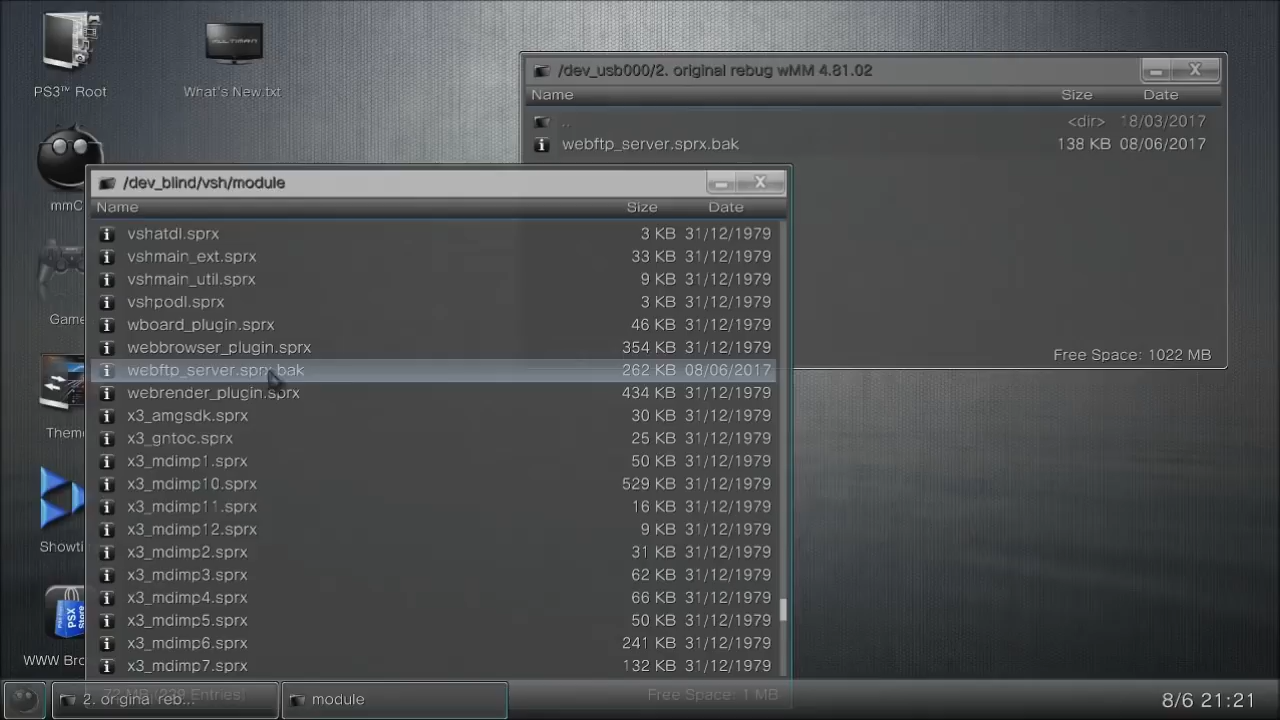 PS3™ Root
What's New.txt
mmC
Game
Them
Showti
WWW Bro
/dev_usb000/2. original rebug wMM 4.81.02
Name Size Date
.. <dir> 18/03/2017
webftp_server.sprx.bak 138 KB 08/06/2017
Free Space: 1022 MB
/dev_blind/vsh/module
Name Size Date
vshatdl.sprx 3 KB 31/12/1979
vshmain_ext.sprx 33 KB 31/12/1979
vshmain_util.sprx 9 KB 31/12/1979
vshpodl.sprx 3 KB 31/12/1979
wboard_plugin.sprx 46 KB 31/12/1979
webbrowser_plugin.sprx 354 KB 31/12/1979
webftp_server.sprx.bak 262 KB 08/06/2017
webrender_plugin.sprx 434 KB 31/12/1979
x3_amgsdk.sprx 30 KB 31/12/1979
x3_gntoc.sprx 25 KB 31/12/1979
x3_mdimp1.sprx 50 KB 31/12/1979
x3_mdimp10.sprx 529 KB 31/12/1979
x3_mdimp11.sprx 16 KB 31/12/1979
x3_mdimp12.sprx 9 KB 31/12/1979
x3_mdimp2.sprx 31 KB 31/12/1979
x3_mdimp3.sprx 62 KB 31/12/1979
x3_mdimp4.sprx 66 KB 31/12/1979
x3_mdimp5.sprx 50 KB 31/12/1979
x3_mdimp6.sprx 241 KB 31/12/1979
x3_mdimp7.sprx 132 KB 31/12/1979
Free Space: 1 MB
2. original reb... module 8/6 21:21